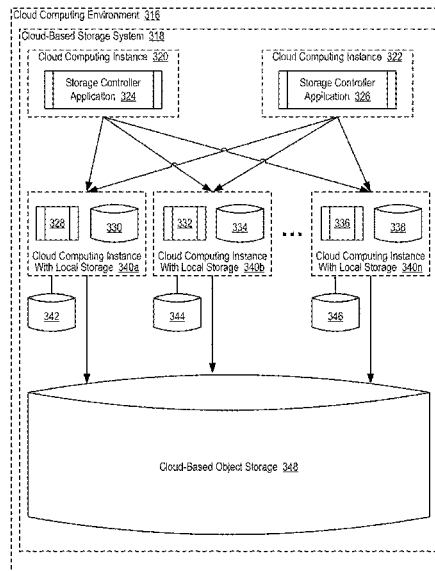 Cloud Computing Environment 316
Cloud-Based Storage System 318
Cloud Computing Instance 320
Storage Controller
Application
324
Cloud Computing Instance 322
Storage Controller
Application
326
328
330
Cloud Computing Instance
With Local Storage 340a
332
334
Cloud Computing Instance
With Local Storage 340b
...
336
338
Cloud Computing Instance
With Local Storage 340n
342
344
346
Cloud-Based Object Storage 348